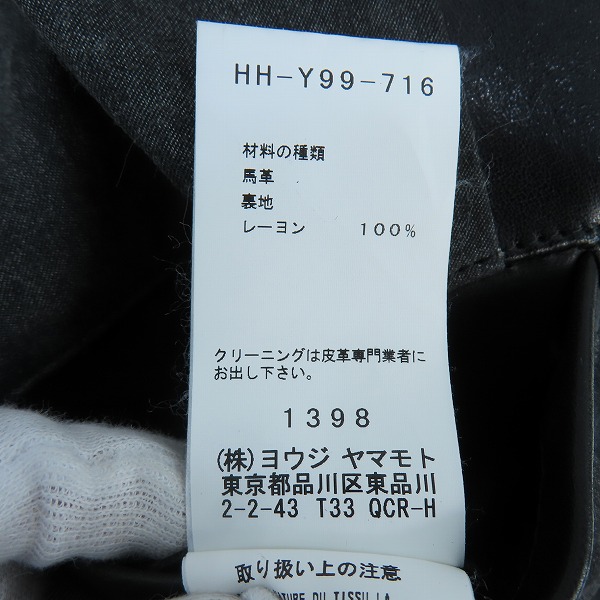 HH-Y99-716
材料の種類
馬革
裏地
レーヨン 100%
クリーニングは皮革専門業者に
お出し下さい。
1398
(株)ヨウジ ヤマモト
東京都品川区東品川
2-2-43 T33 QCR-H
取り扱い上の注意
DU TISSU LA